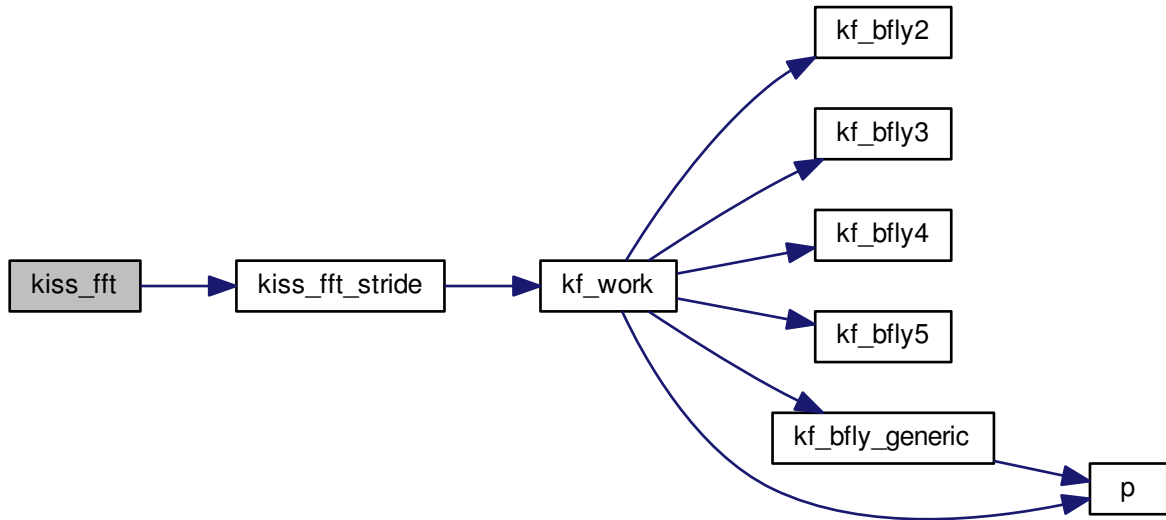 kf_bfly2
kf_bfly3
kf_bfly4
kiss_fft
kiss_fft_stride
kf_work
kf_bfly5
kf_bfly_generic
p